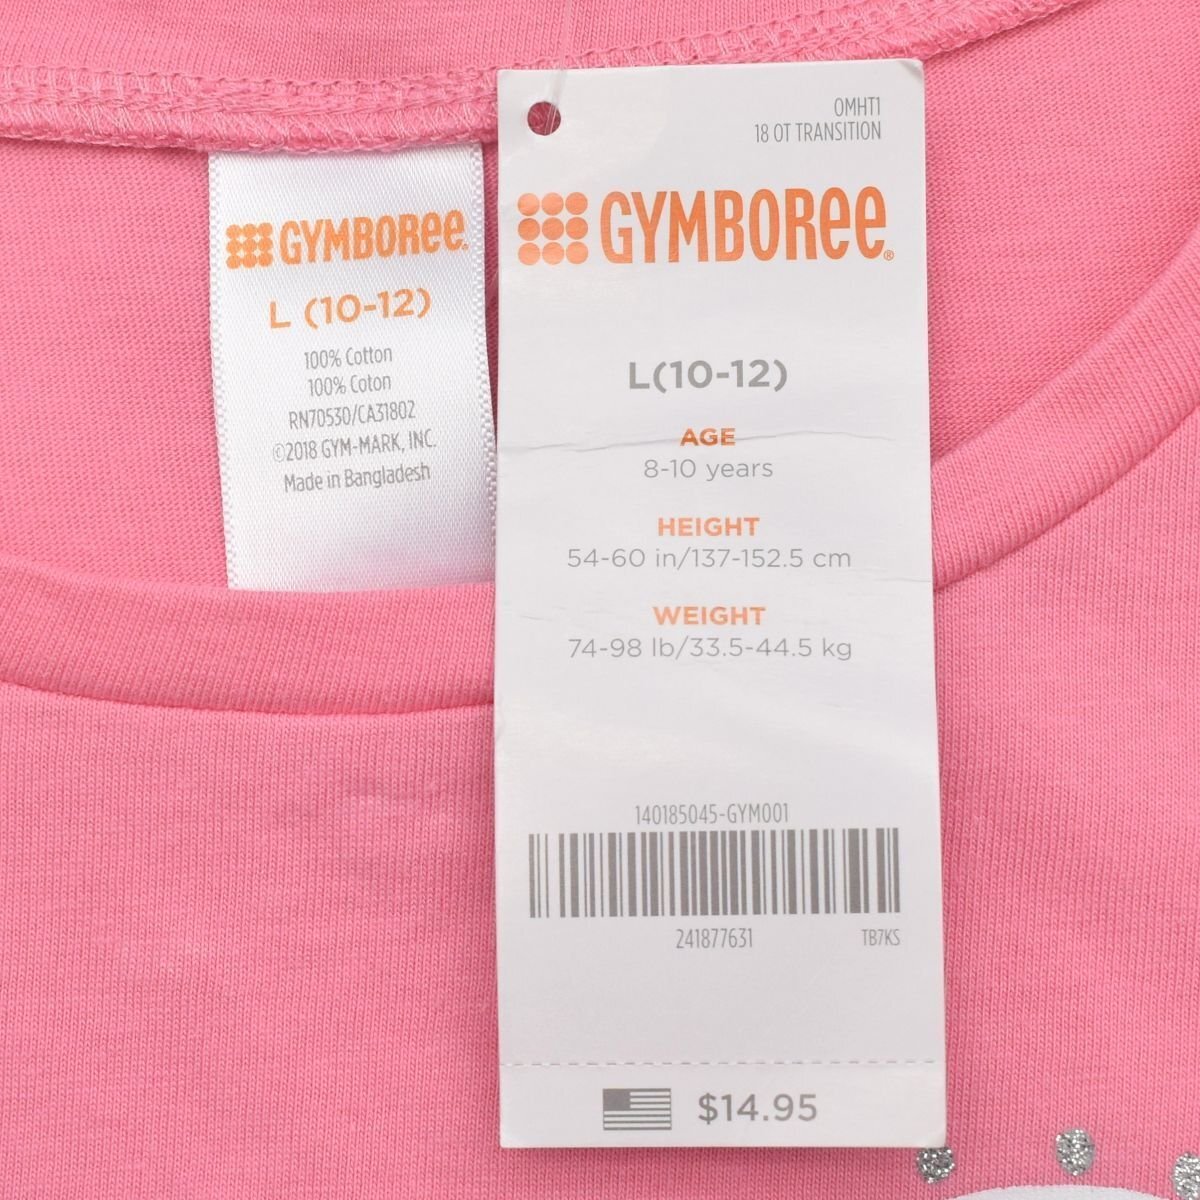 GYMBOREE
L (10-12)
100% Cotton
100% Coton
RN70530/CA31802
©2018 GYM-MARK, INC.
Made in Bangladesh
OMHT1
18 OT TRANSITION
GYMBOREE®
L(10-12)
AGE
8-10 years
HEIGHT
54-60 in/137-152.5 cm
WEIGHT
74-98 lb/33.5-44.5 kg
140185045-GYM001
241877631 TB7KS
$14.95